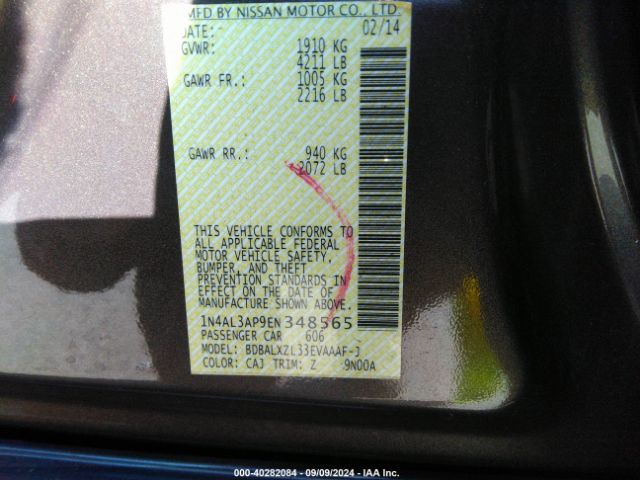 MFD BY NISSAN MOTOR CO., LTD.
DATE: 02/14
GVWR: 1910 KG
4211 LB
GAWR FR.: 1005 KG
2216 LB
GAWR RR.: 940 KG
2072 LB
THIS VEHICLE CONFORMS TO
ALL APPLICABLE FEDERAL
MOTOR VEHICLE SAFETY,
BUMPER, AND THEFT
PREVENTION STANDARDS IN
EFFECT ON THE DATE OF
MANUFACTURE SHOWN ABOVE.
1N4AL3AP9EN348565
PASSENGER CAR 606
MODEL: BDBALXZL33EVAAAF-J
COLOR: CAJ TRIM: Z 9N00A
000-40282084 - 09/09/2024 - IAA Inc.